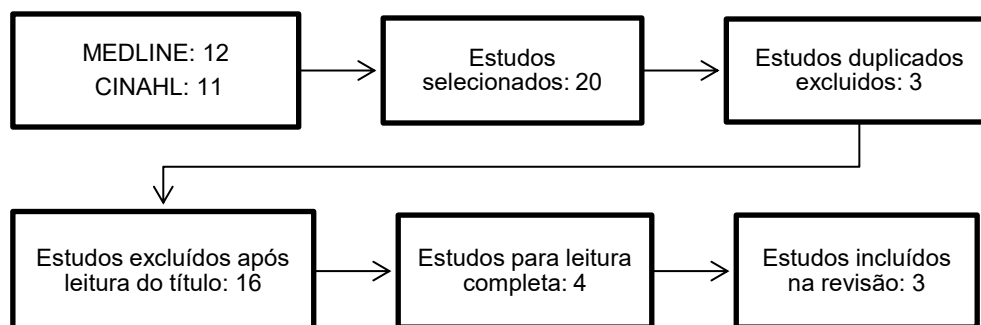 MEDLINE: 12
CINAHL: 11
Estudos
selecionados: 20
Estudos duplicados
excluidos: 3
Estudos excluídos após
leitura do título: 16
Estudos para leitura
completa: 4
Estudos incluídos
na revisão: 3